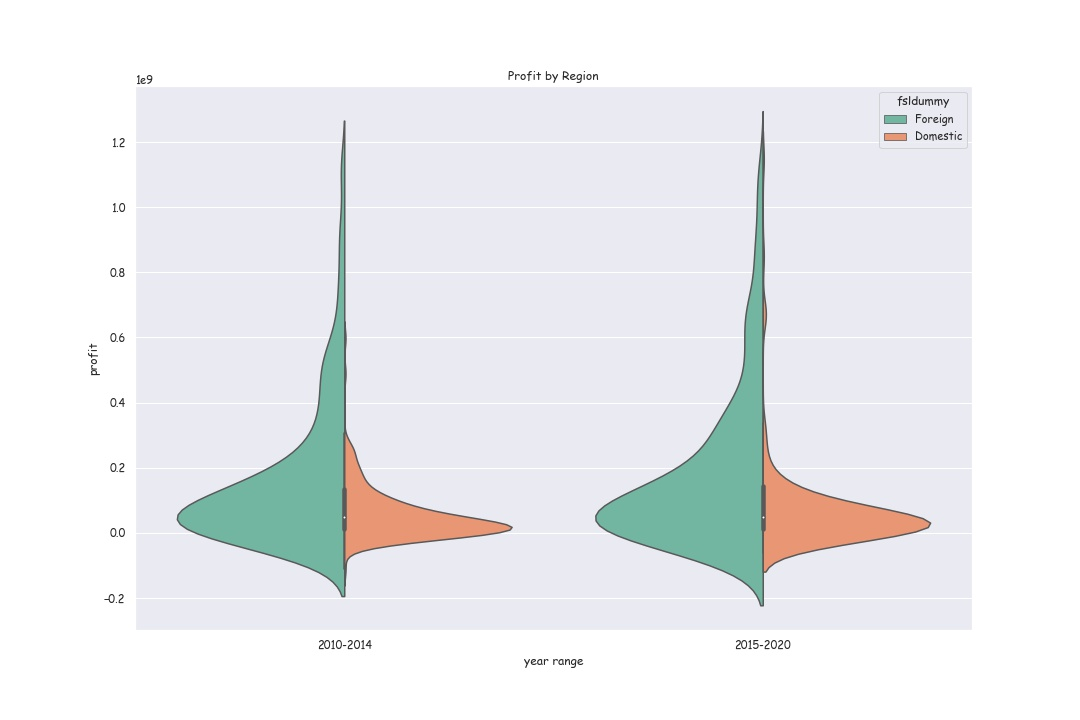 Profit by Region
1e9
fsldummy
Foreign
Domestic
1.2
1.0
0.8
0.6
0.4
0.2
0.0
−0.2
profit
2010-2014
2015-2020
year range